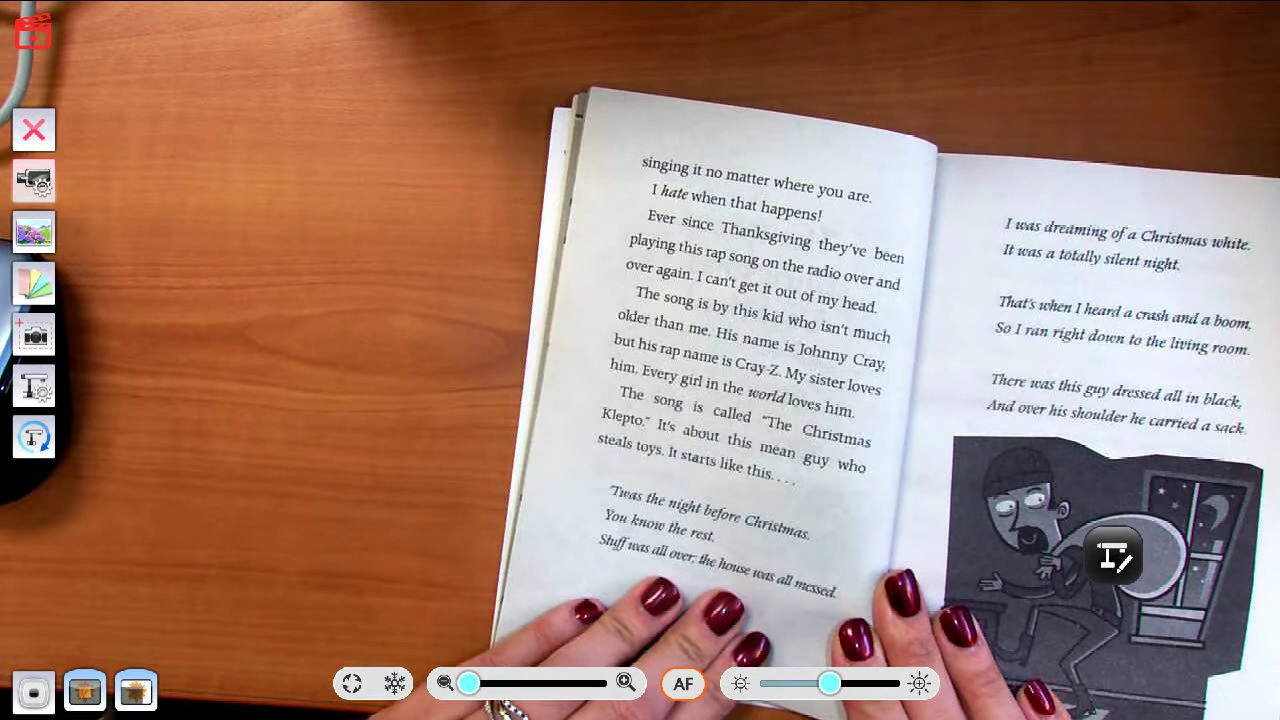 singing it no matter where you are.
I hate when that happens!
Ever since Thanksgiving they've been
playing this rap song on the radio over and
over again. I can't get it out of my head.
The song is by this kid who isn't much
older than me. His name is Johnny Cray,
but his rap name is Cray-Z. My sister loves
him. Every girl in the world loves him.
The song is called "The Christmas
Klepto." It's about this mean guy who
steals toys. It starts like this. . . .
'Twas the night before Christmas.
You know the rest.
Stuff was all over; the house was all messed.
I was dreaming of a Christmas white.
It was a totally silent night.
That's when I heard a crash and a boom,
So I ran right down to the living room.
There was this guy dressed all in black,
And over his shoulder he carried a sack.
AF